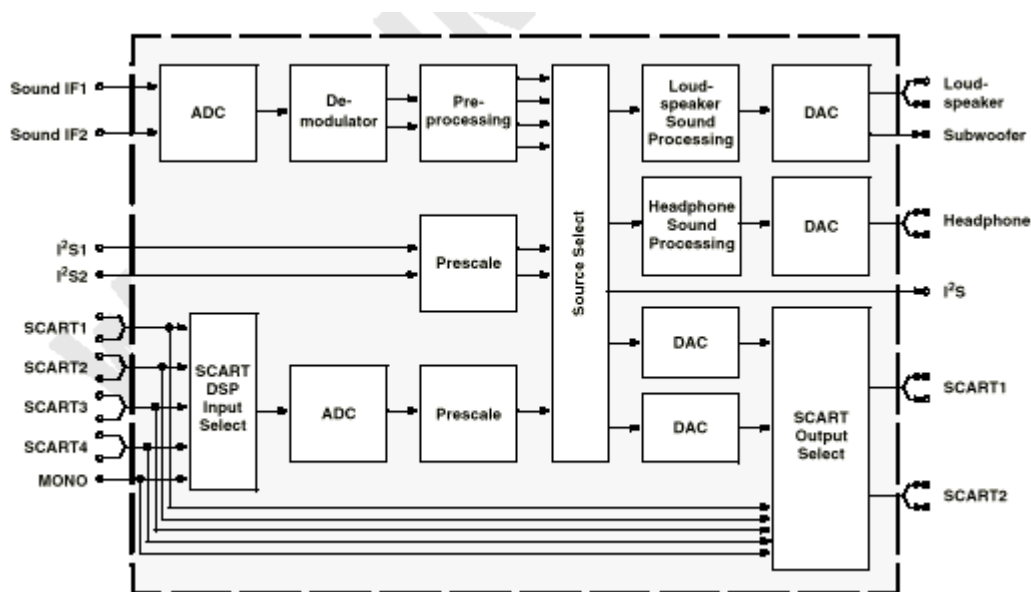 Sound IF1
Sound IF2
ADC
De-
modulator
Pre-
processing
Loud-
speaker
Sound
Processing
DAC
Loud-
speaker
Subwoofer
Headphone
Sound
Processing
DAC
Headphone
I²S1
I²S2
Prescale
Source Select
I²S
SCART1
SCART2
SCART3
SCART4
MONO
SCART
DSP
Input
Select
ADC
Prescale
DAC
DAC
SCART
Output
Select
SCART1
SCART2